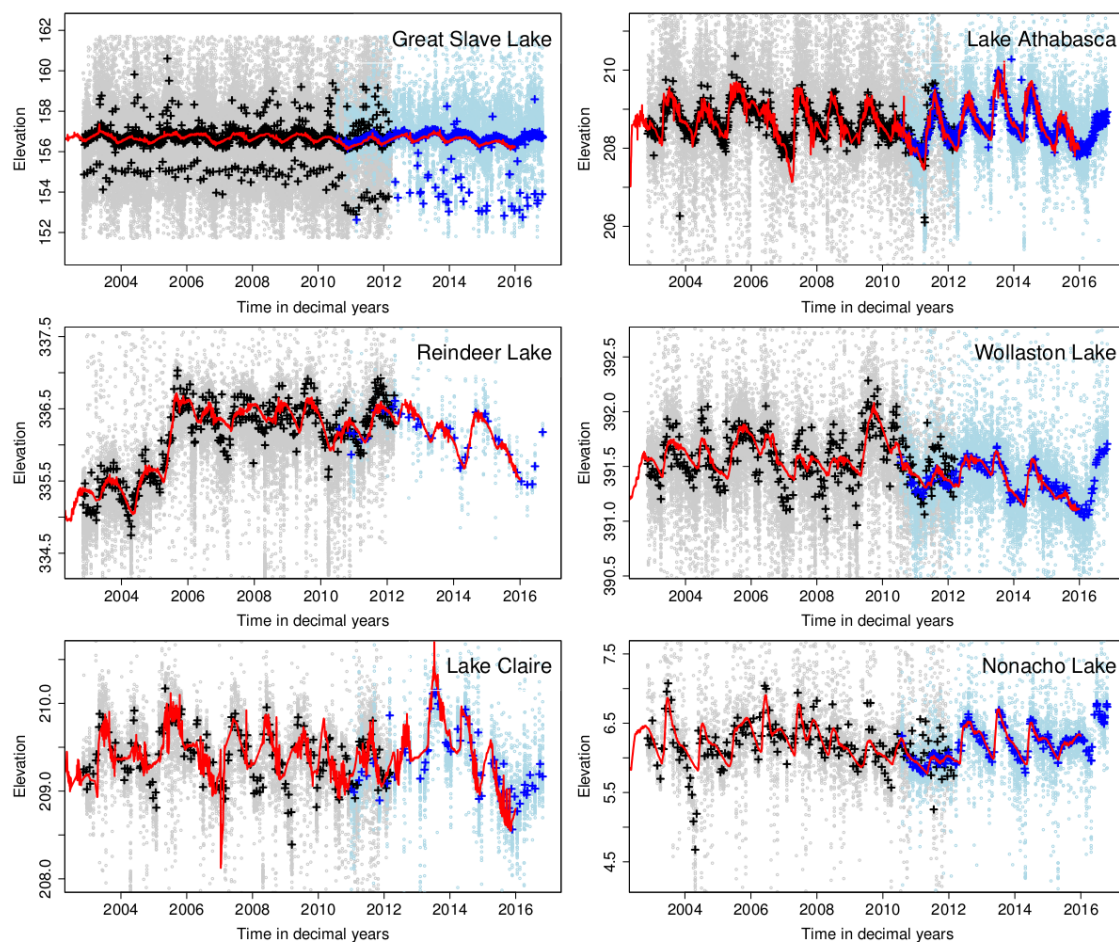 Great Slave Lake
Elevation
152 154 156 158 160 162
2004 2006 2008 2010 2012 2014 2016
Time in decimal years
Lake Athabasca
Elevation
206 208 210
2004 2006 2008 2010 2012 2014 2016
Time in decimal years
Reindeer Lake
Elevation
334.5 335.5 336.5 337.5
2004 2006 2008 2010 2012 2014 2016
Time in decimal years
Wollaston Lake
Elevation
390.5 391.0 391.5 392.0 392.5
2004 2006 2008 2010 2012 2014 2016
Time in decimal years
Lake Claire
Elevation
208.0 209.0 210.0
2004 2006 2008 2010 2012 2014 2016
Time in decimal years
Nonacho Lake
Elevation
4.5 5.5 6.5 7.5
2004 2006 2008 2010 2012 2014 2016
Time in decimal years